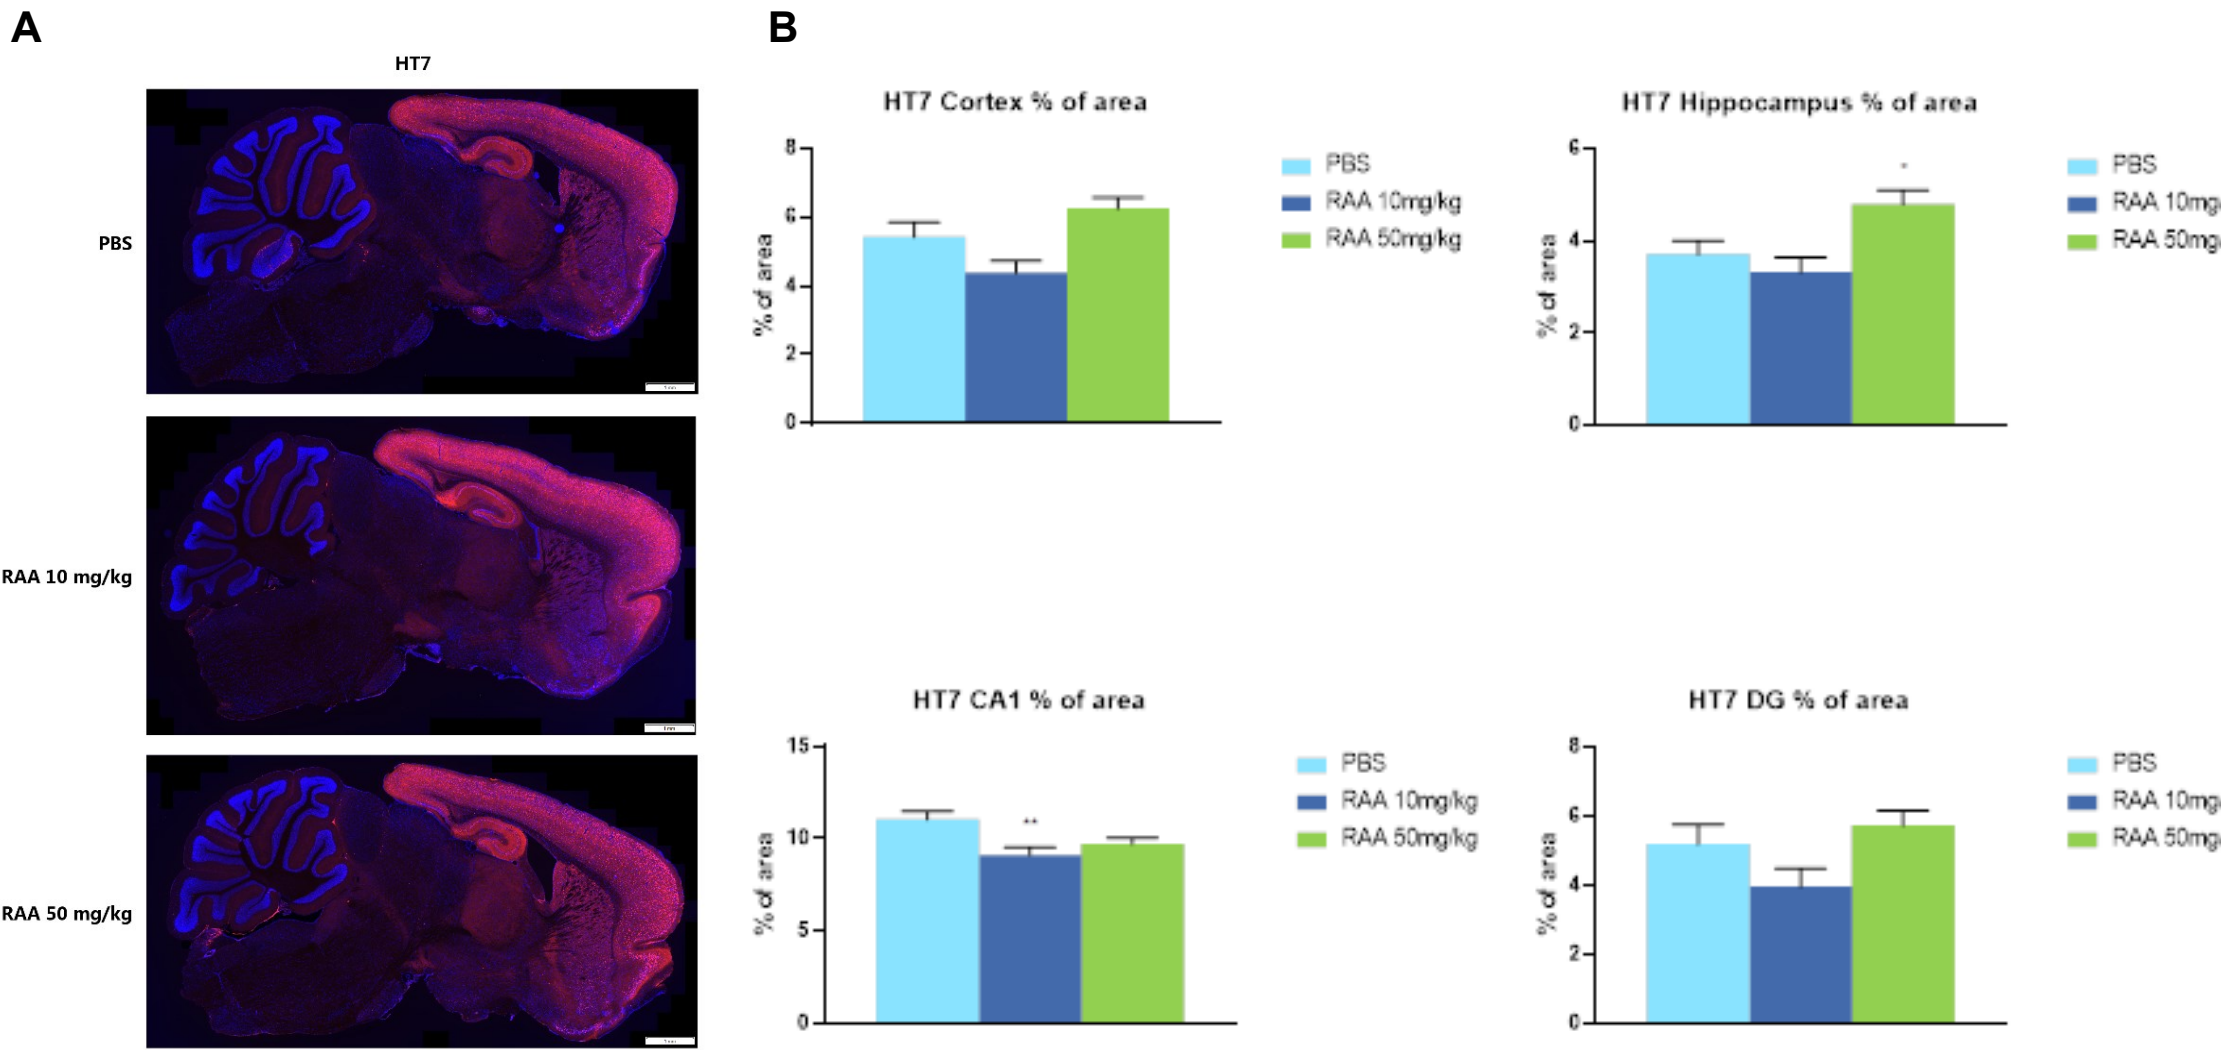 A
B
HT7
PBS
RAA 10 mg/kg
RAA 50 mg/kg
HT7 Cortex % of area
% of area
8
6
4
2
0
PBS
RAA 10mg/kg
RAA 50mg/kg
HT7 Hippocampus % of area
% of area
6
4
2
0
*
PBS
RAA 10mg/
RAA 50mg/
HT7 CA1 % of area
% of area
15
10
5
0
**
PBS
RAA 10mg/kg
RAA 50mg/kg
HT7 DG % of area
% of area
8
6
4
2
0
PBS
RAA 10mg/
RAA 50mg/